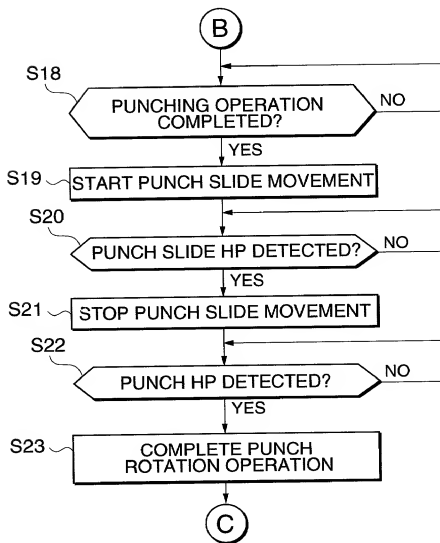 B
S18
PUNCHING OPERATION
COMPLETED?
NO
YES
S19
START PUNCH SLIDE MOVEMENT
S20
PUNCH SLIDE HP DETECTED?
NO
YES
S21
STOP PUNCH SLIDE MOVEMENT
S22
PUNCH HP DETECTED?
NO
YES
S23
COMPLETE PUNCH
ROTATION OPERATION
C